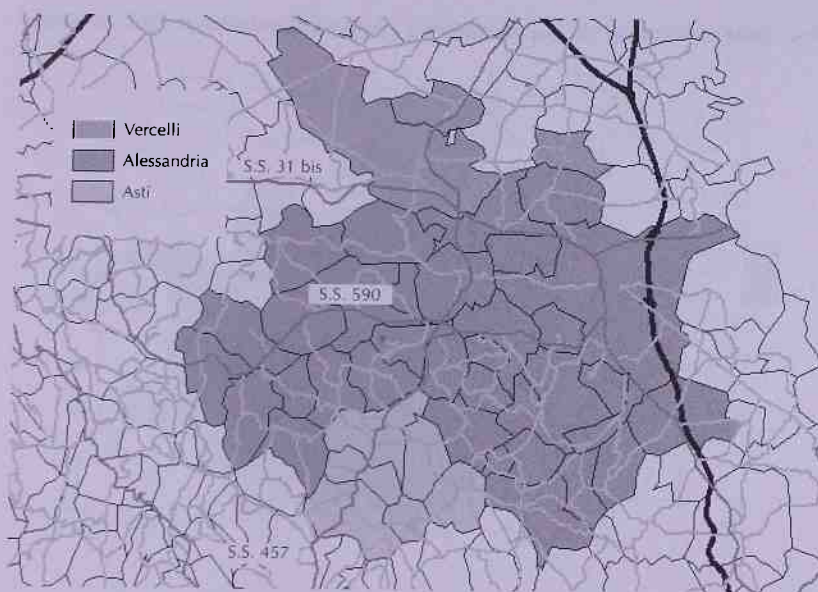 Vercelli
Alessandria
Asti
S.S. 31 bis
S.S. 590
S.S. 457